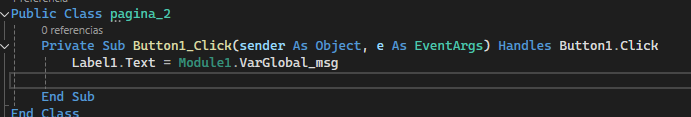 Public Class pagina_2
0 referencias
Private Sub Button1_Click(sender As Object, e As EventArgs) Handles Button1.Click
Label1.Text = Module1.VarGlobal_msg
End Sub
End Class